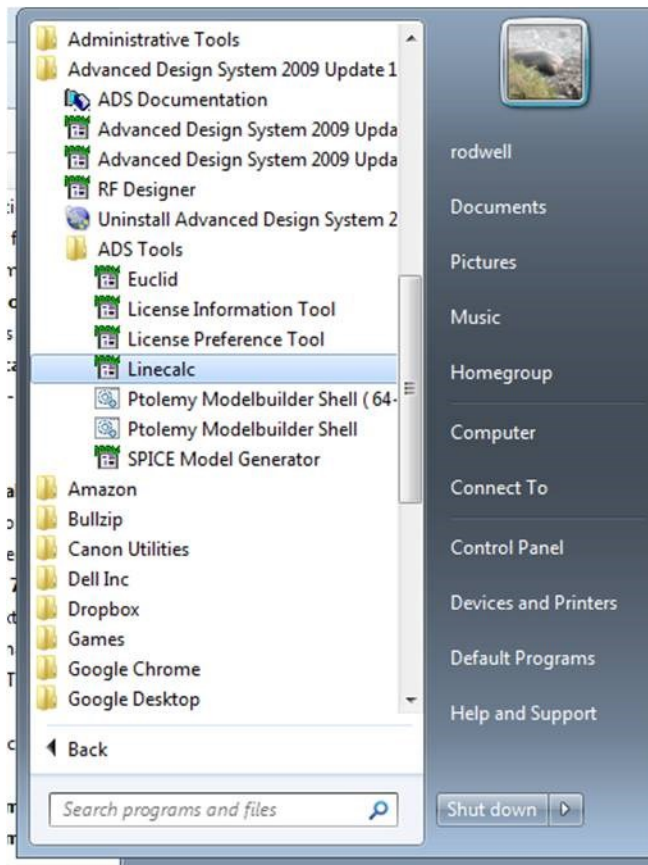 Administrative Tools
Advanced Design System 2009 Update 1
ADS Documentation
Advanced Design System 2009 Upda
Advanced Design System 2009 Upda
RF Designer
Uninstall Advanced Design System 2
ADS Tools
Euclid
License Information Tool
License Preference Tool
Linecalc
Ptolemy Modelbuilder Shell ( 64-
Ptolemy Modelbuilder Shell
SPICE Model Generator
Amazon
Bullzip
Canon Utilities
Dell Inc
Dropbox
Games
Google Chrome
Google Desktop
Back
Search programs and files
rodwell
Documents
Pictures
Music
Homegroup
Computer
Connect To
Control Panel
Devices and Printers
Default Programs
Help and Support
Shut down